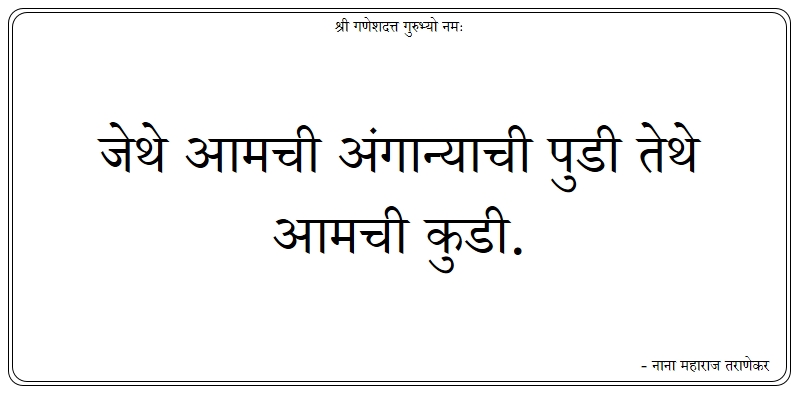 श्री गणेशदत्त गुरुभ्यो नमः
जेथे आमची अंगान्याची पुडी तेथे
आमची कुडी.
- नाना महाराज तराणेकर